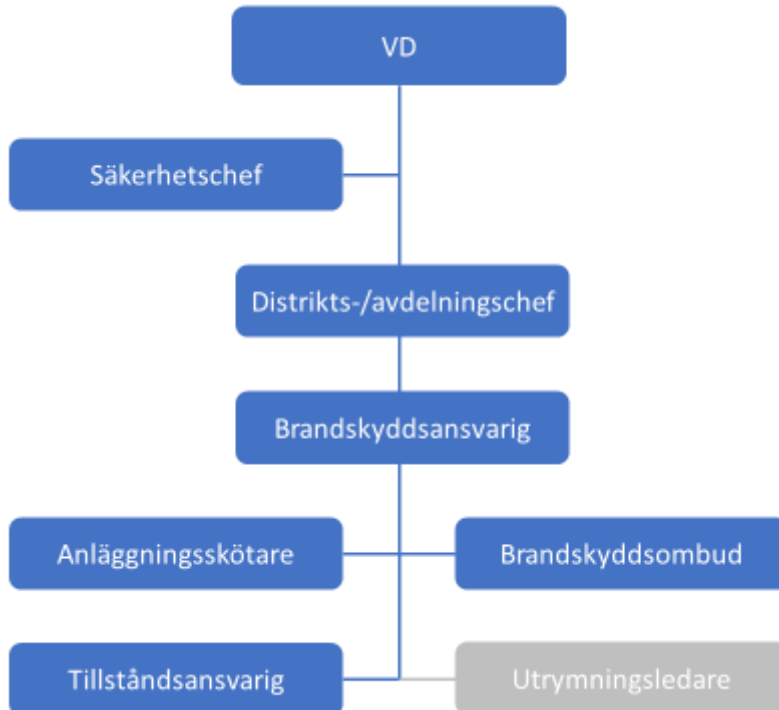 VD
Säkerhetschef
Distrikts-/avdelningschef
Brandskyddsansvarig
Anläggningsskötare
Brandskyddsombud
Tillståndsansvarig
Utrymningsledare